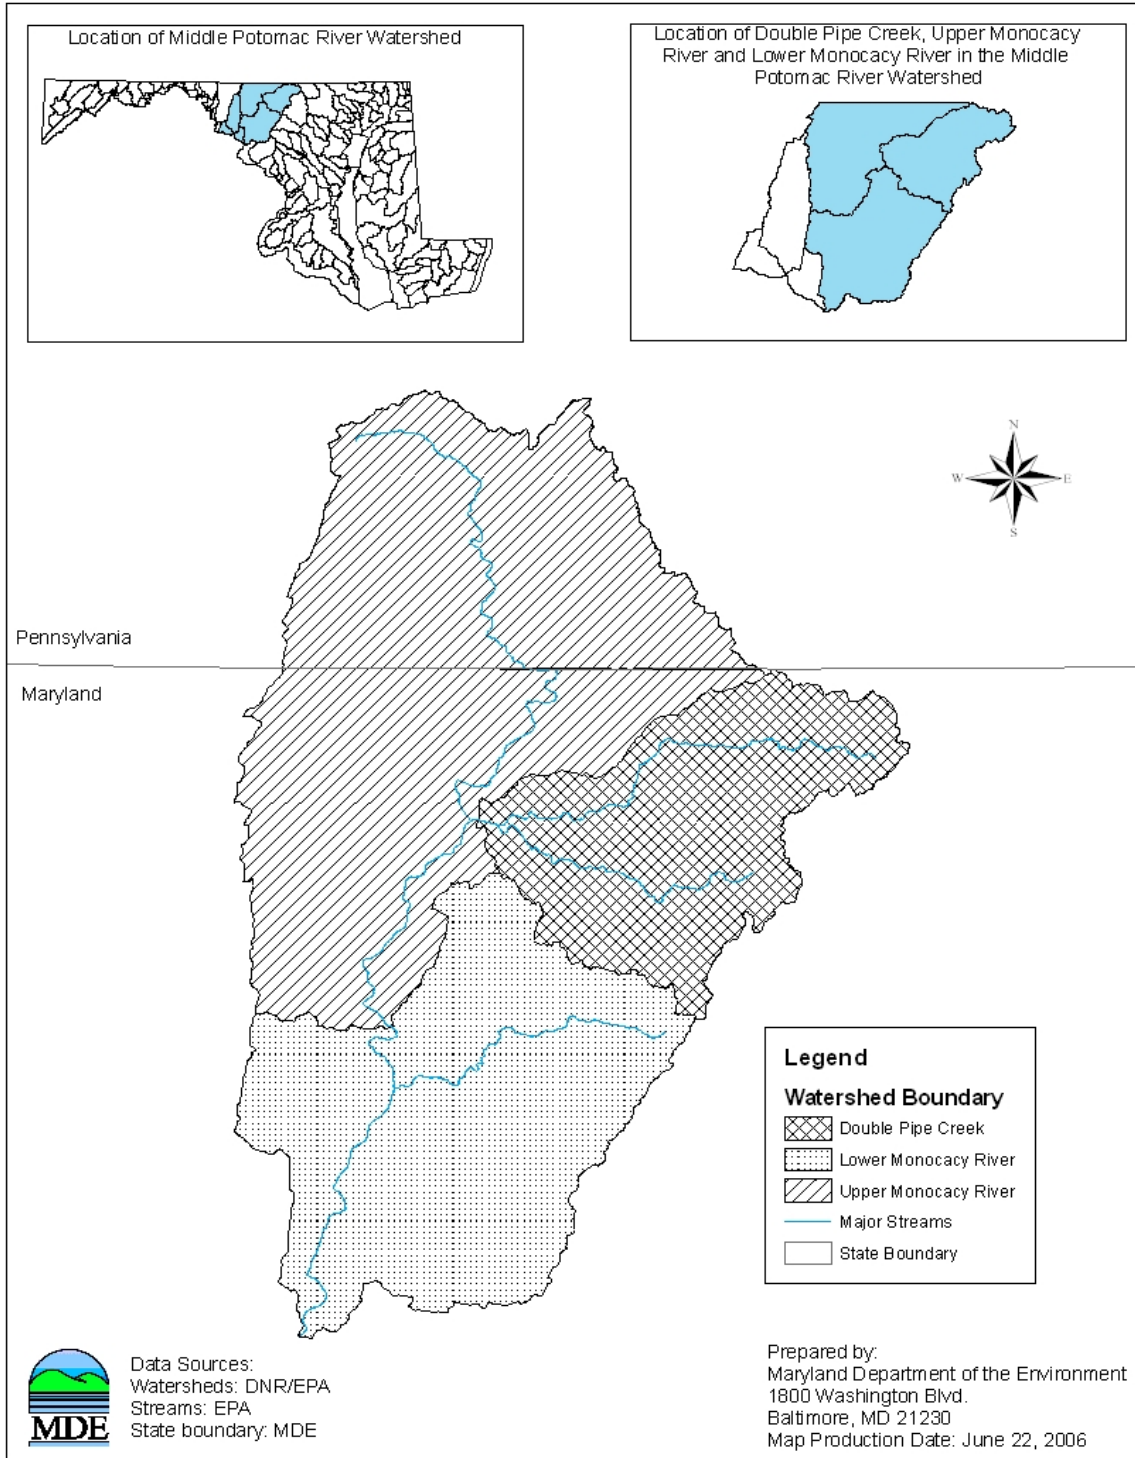 Location of Middle Potomac River Watershed
Location of Double Pipe Creek, Upper Monocacy
River and Lower Monocacy River in the Middle
Potomac River Watershed
N
W
E
S
Pennsylvania
Maryland
Legend
Watershed Boundary
Double Pipe Creek
Lower Monocacy River
Upper Monocacy River
Major Streams
State Boundary
MDE
Data Sources:
Watersheds: DNR/EPA
Streams: EPA
State boundary: MDE
Prepared by:
Maryland Department of the Environment
1800 Washington Blvd.
Baltimore, MD 21230
Map Production Date: June 22, 2006